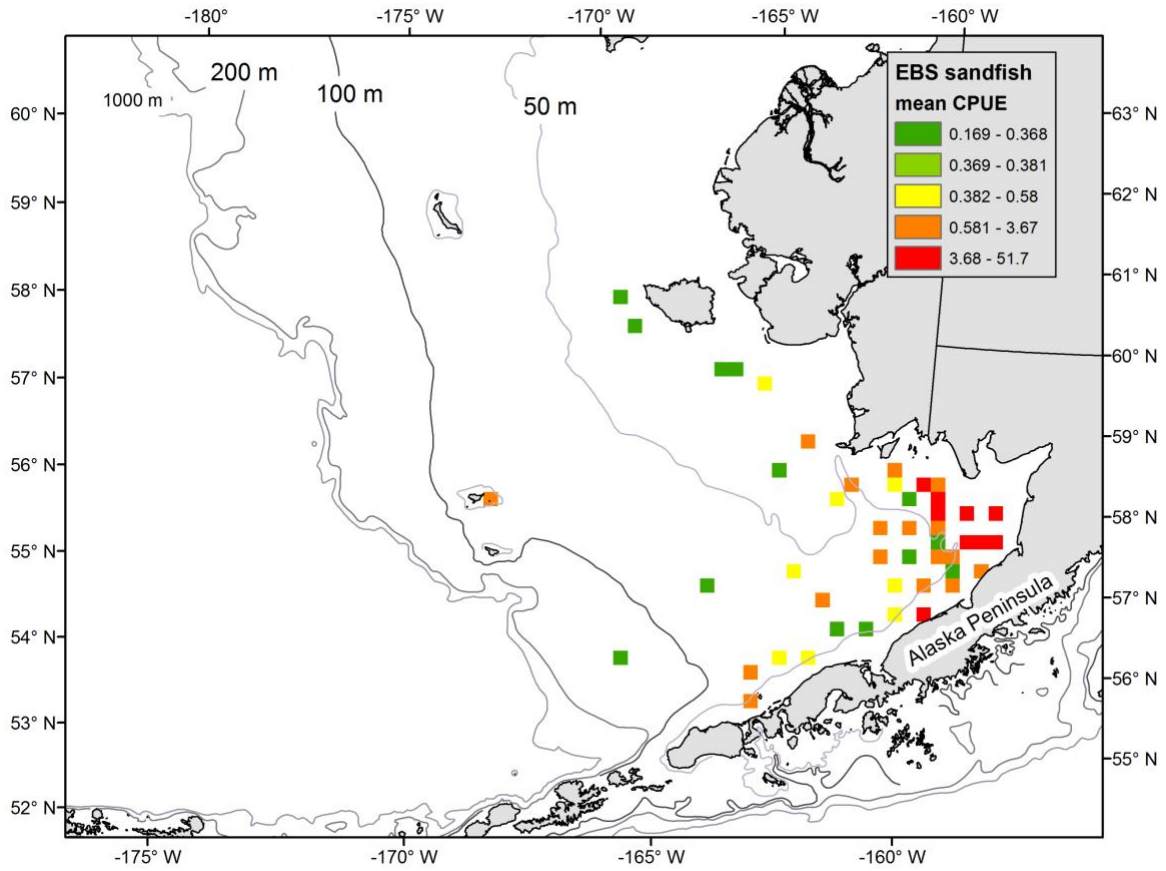 -180° -175° W -170° W -165° W -160° W
1000 m
200 m
100 m
50 m
EBS sandfish
mean CPUE
0.169 - 0.368
0.369 - 0.381
0.382 - 0.58
0.581 - 3.67
3.68 - 51.7
60° N
59° N
58° N
57° N
56° N
55° N
54° N
53° N
52° N
63° N
62° N
61° N
60° N
59° N
58° N
57° N
56° N
55° N
Alaska Peninsula
-175° W -170° W -165° W -160° W